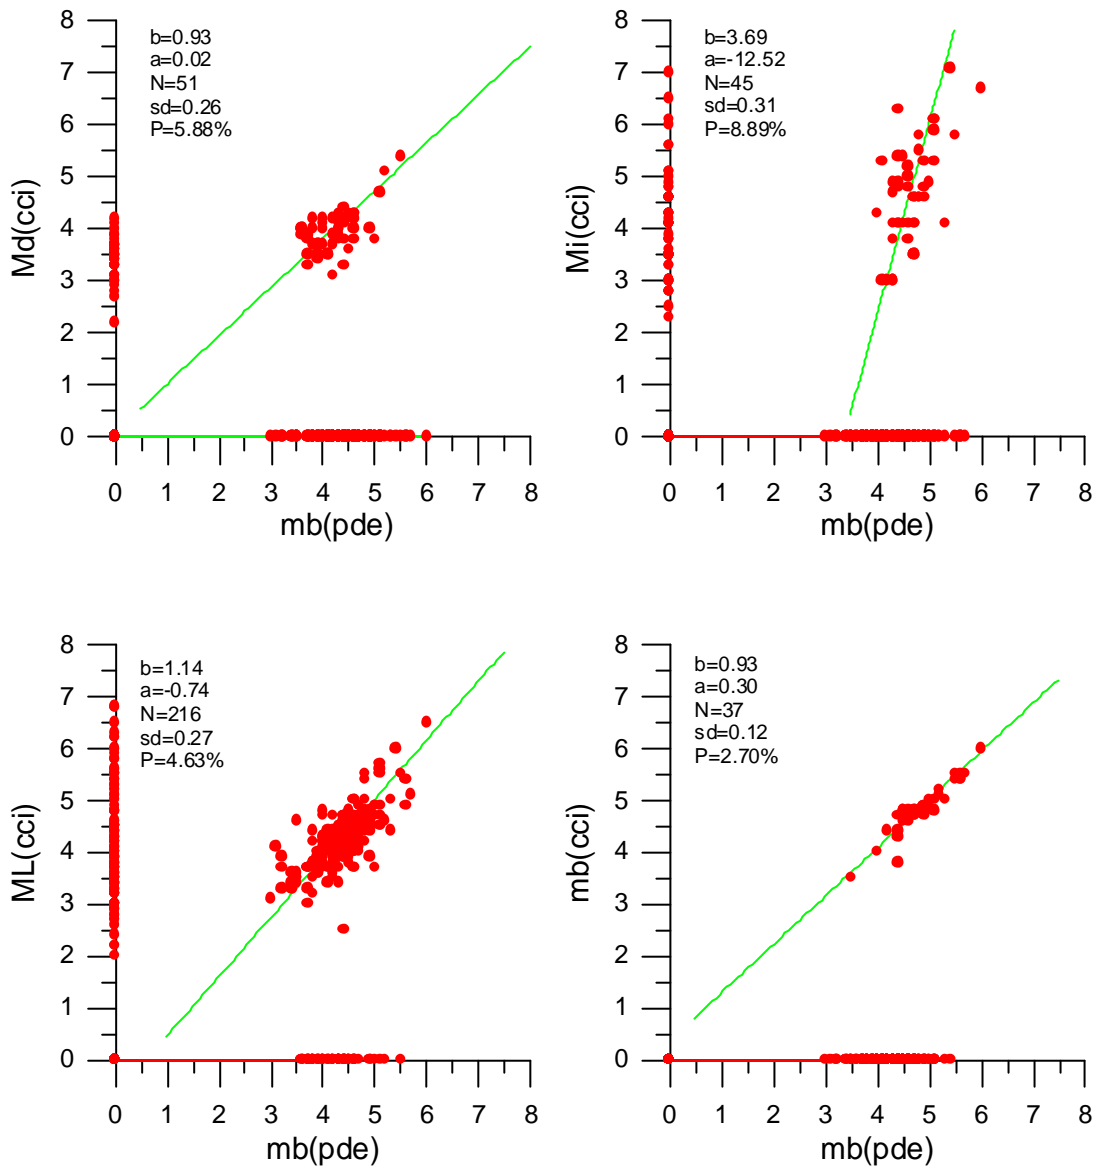 8
7
6
5
4
3
2
1
0
Md(cci)
b=0.93
a=0.02
N=51
sd=0.26
P=5.88%
0 1 2 3 4 5 6 7 8
mb(pde)
8
7
6
5
4
3
2
1
0
Mi(cci)
b=3.69
a=-12.52
N=45
sd=0.31
P=8.89%
0 1 2 3 4 5 6 7 8
mb(pde)
8
7
6
5
4
3
2
1
0
ML(cci)
b=1.14
a=-0.74
N=216
sd=0.27
P=4.63%
0 1 2 3 4 5 6 7 8
mb(pde)
8
7
6
5
4
3
2
1
0
mb(cci)
b=0.93
a=0.30
N=37
sd=0.12
P=2.70%
0 1 2 3 4 5 6 7 8
mb(pde)